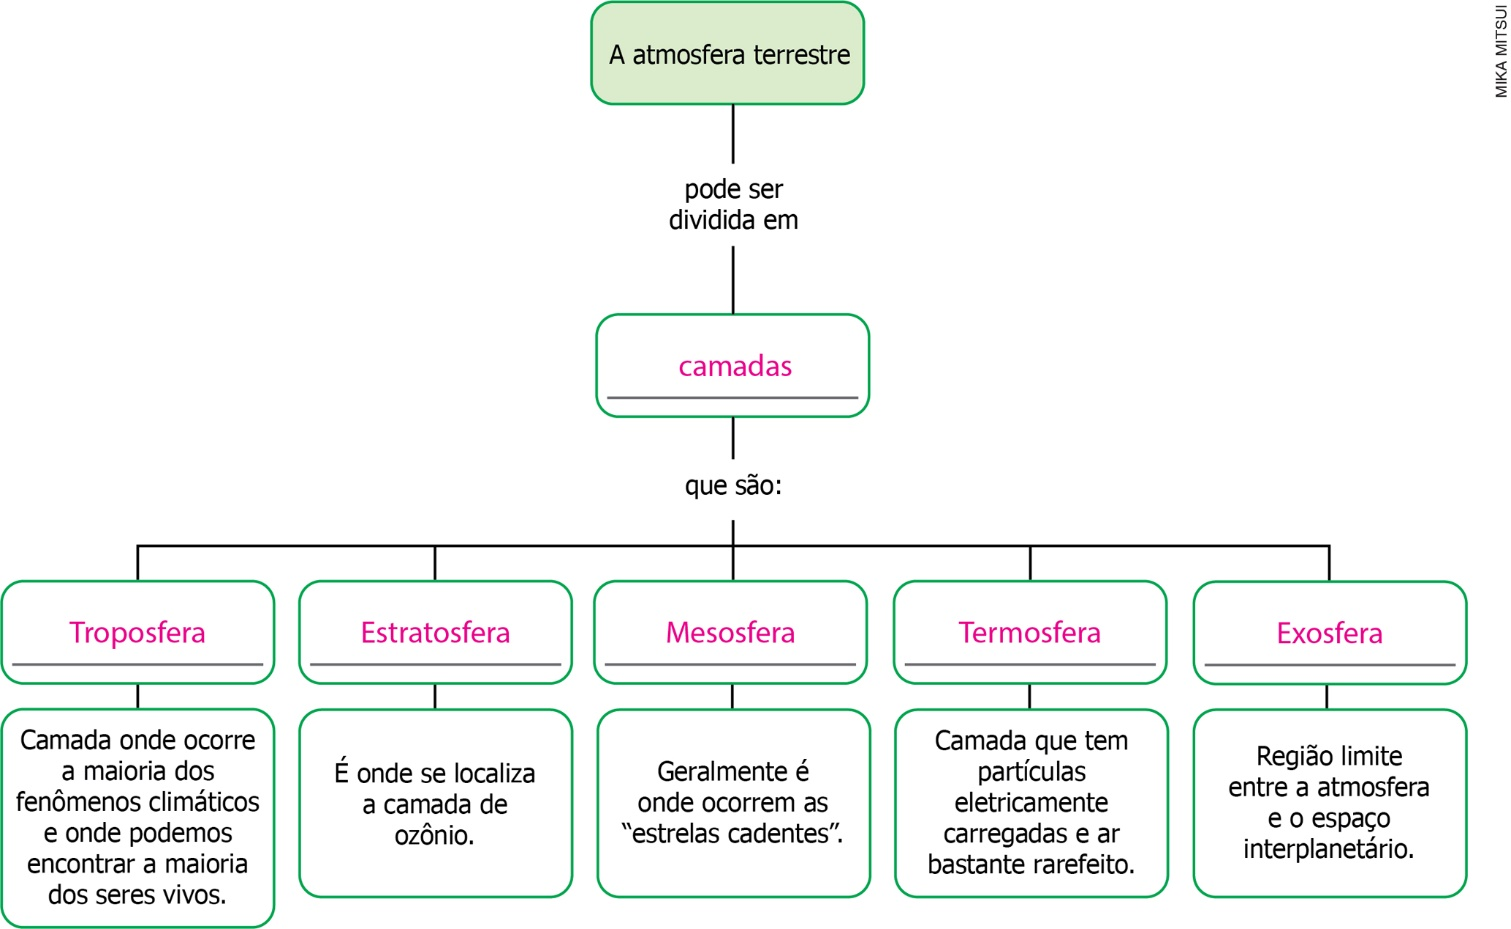 A atmosfera terrestre
MIKA MITSUI
pode ser
dividida em
camadas
que são:
Troposfera
Estratosfera
Mesosfera
Termosfera
Exosfera
Camada onde ocorre
a maioria dos
fenômenos climáticos
e onde podemos
encontrar a maioria
dos seres vivos.
É onde se localiza
a camada de
ozônio.
Geralmente é
onde ocorrem as
“estrelas cadentes”.
Camada que tem
partículas
eletricamente
carregadas e ar
bastante rarefeito.
Região limite
entre a atmosfera
e o espaço
interplanetário.